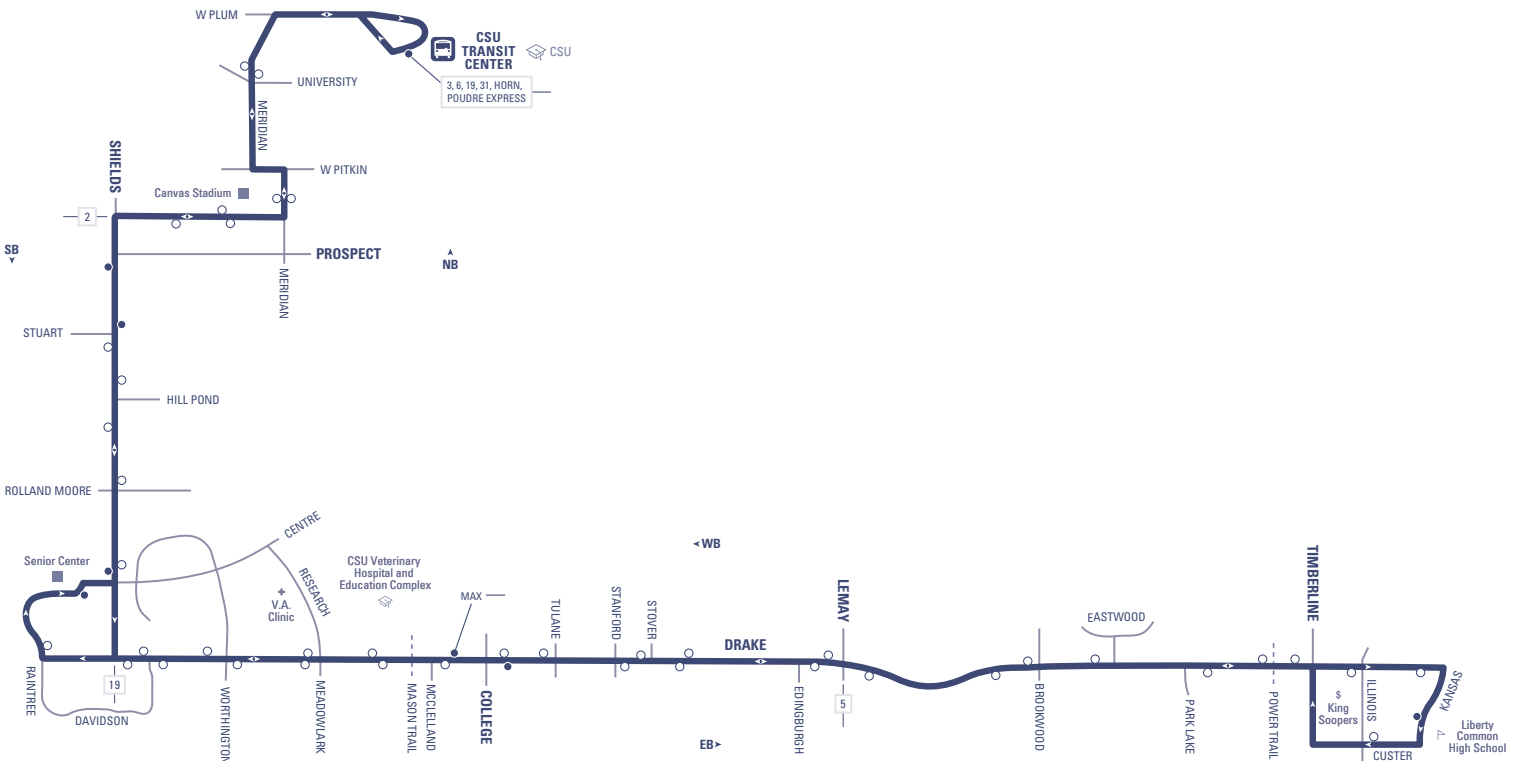 W PLUM
CSU
TRANSIT
CENTER
CSU
3, 6, 19, 31, HORN,
POUDRE EXPRESS
UNIVERSITY
MERIDIAN
SHIELDS
W PITKIN
Canvas Stadium
2
SB
PROSPECT
NB
MERIDIAN
STUART
HILL POND
ROLLAND MOORE
CENTRE
WB
Senior Center
CSU Veterinary
Hospital and
Education Complex
RESEARCH
V.A.
Clinic
MAX
TULANE
STANFORD
STOVER
DRAKE
LEMAY
EASTWOOD
TIMBERLINE
RAINTREE
19
DAVIDSON
WORTHINGTON
MEADOWLARK
MASON TRAIL
MCCLELLAND
COLLEGE
EB
EDINGBURGH
5
BROOKWOOD
PARK LAKE
POWER TRAIL
$
King
Soopers
ILLINOIS
KANSAS
CUSTER
Liberty
Common
High School